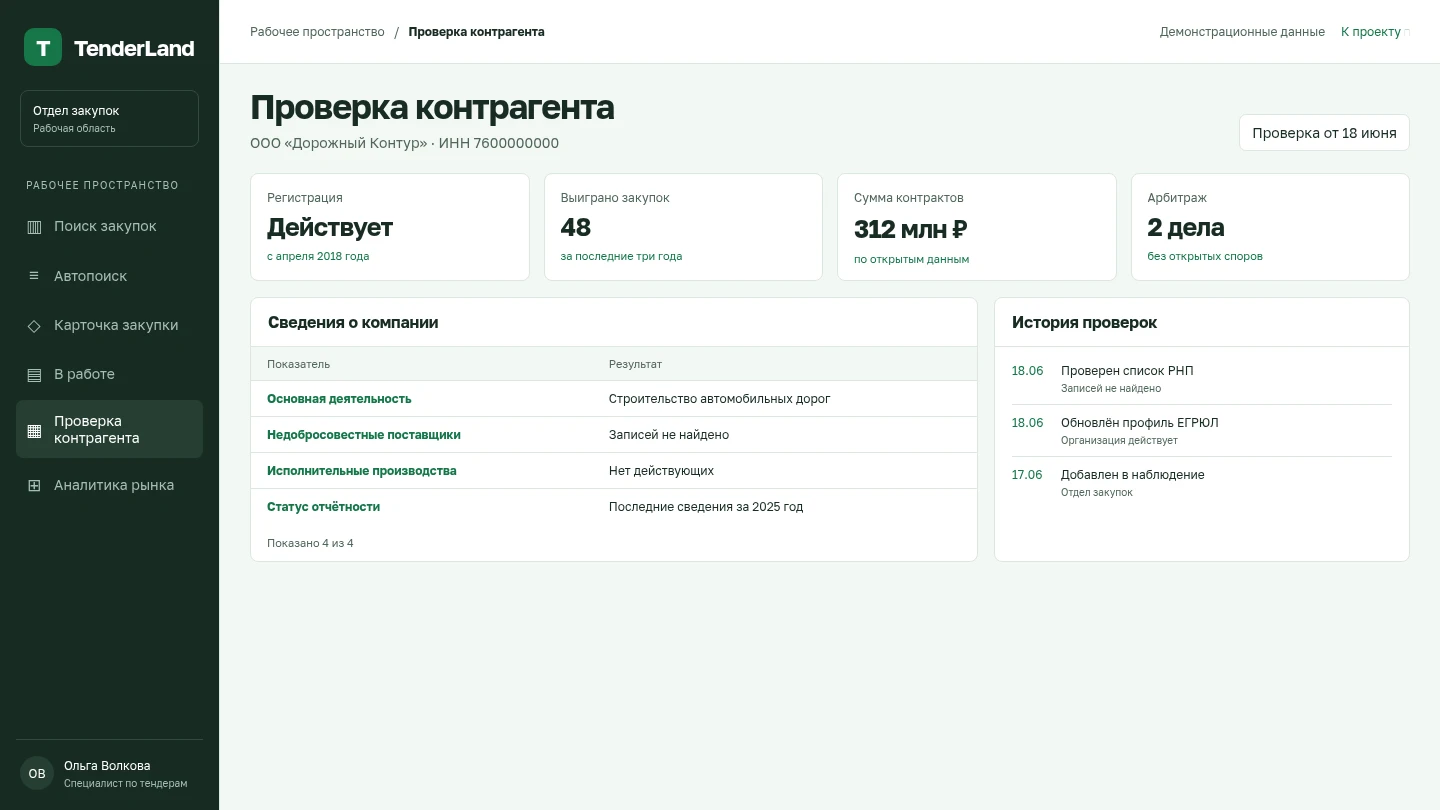 T TenderLand
Отдел закупок
Рабочая область
РАБОЧЕЕ ПРОСТРАНСТВО
Поиск закупок
Автопоиск
Карточка закупки
В работе
Проверка
контрагента
Аналитика рынка
ОВ
Ольга Волкова
Специалист по тендерам
Рабочее пространство / Проверка контрагента
Демонстрационные данные
К проекту
Проверка контрагента
ООО «Дорожный Контур» · ИНН 7600000000
Проверка от 18 июня
Регистрация
Действует
с апреля 2018 года
Выиграно закупок
48
за последние три года
Сумма контрактов
312 млн ₽
по открытым данным
Арбитраж
2 дела
без открытых споров
Сведения о компании
Показатель Результат
Основная деятельность Строительство автомобильных дорог
Недобросовестные поставщики Записей не найдено
Исполнительные производства Нет действующих
Статус отчётности Последние сведения за 2025 год
Показано 4 из 4
История проверок
18.06 Проверен список РНП
Записей не найдено
18.06 Обновлён профиль ЕГРЮЛ
Организация действует
17.06 Добавлен в наблюдение
Отдел закупок